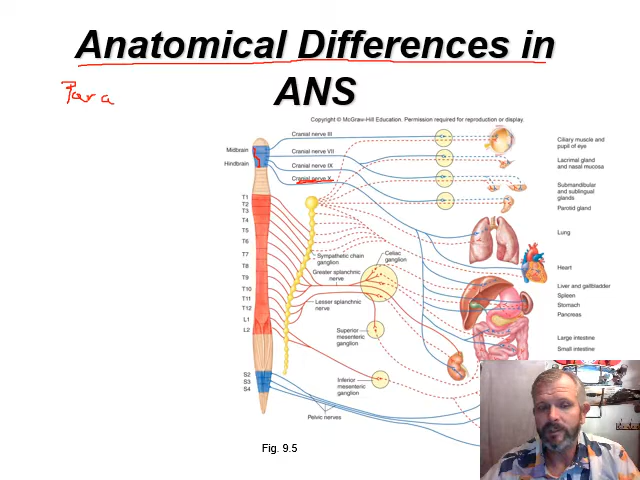 Anatomical Differences in
ANS
Para
Copyright © McGraw-Hill Education. Permission required for reproduction or display.
Cranial nerve III
Midbrain
Cranial nerve VII
Hindbrain
Cranial nerve IX
Cranial nerve X
Ciliary muscle and
pupil of eye
Lacrimal gland
and nasal mucosa
Submandibular
and sublingual
glands
Parotid gland
Lung
Heart
Liver and gallbladder
Spleen
Stomach
Pancreas
Large intestine
Small intestine
T1
T2
T3
T4
T5
T6
T7
T8
T9
T10
T11
T12
L1
L2
S2
S3
S4
Sympathetic chain
ganglion
Celiac
ganglion
Greater splanchnic
nerve
Lesser splanchnic
nerve
Superior
mesenteric
ganglion
Inferior
mesenteric
ganglion
Pelvic nerves
Fig. 9.5